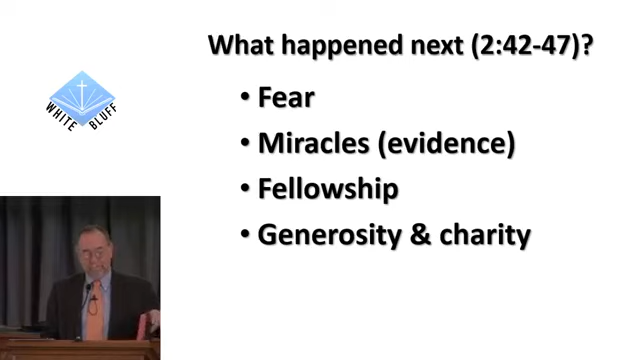 What happened next (2:42-47)?
• Fear
• Miracles (evidence)
• Fellowship
• Generosity & charity
WHITE BLUFF